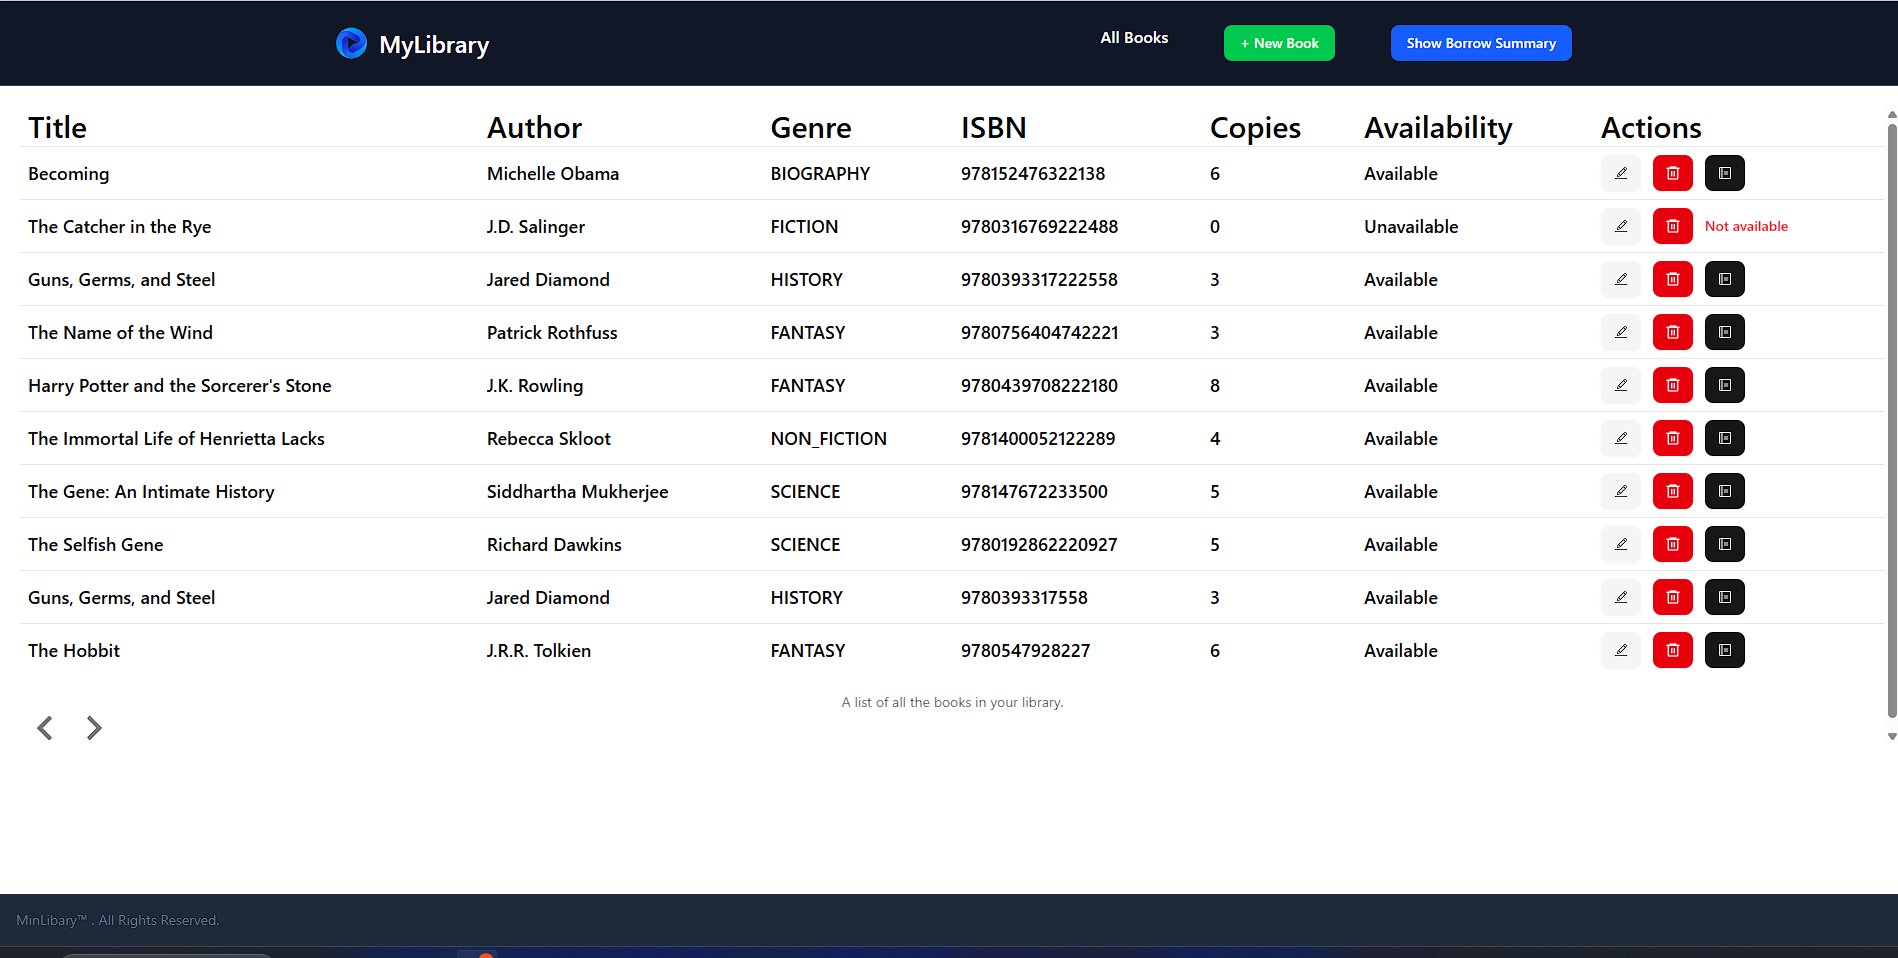 MyLibrary All Books + New Book Show Borrow Summary
Title Author Genre ISBN Copies Availability Actions
Becoming Michelle Obama BIOGRAPHY 978152476322138 6 Available
The Catcher in the Rye J.D. Salinger FICTION 9780316769222488 0 Unavailable Not available
Guns, Germs, and Steel Jared Diamond HISTORY 9780393317222558 3 Available
The Name of the Wind Patrick Rothfuss FANTASY 9780756404742221 3 Available
Harry Potter and the Sorcerer's Stone J.K. Rowling FANTASY 9780439708222180 8 Available
The Immortal Life of Henrietta Lacks Rebecca Skloot NON_FICTION 9781400052122289 4 Available
The Gene: An Intimate History Siddhartha Mukherjee SCIENCE 978147672233500 5 Available
The Selfish Gene Richard Dawkins SCIENCE 9780192862220927 5 Available
Guns, Germs, and Steel Jared Diamond HISTORY 9780393317558 3 Available
The Hobbit J.R.R. Tolkien FANTASY 9780547928227 6 Available
A list of all the books in your library.
MinLibary™ . All Rights Reserved.